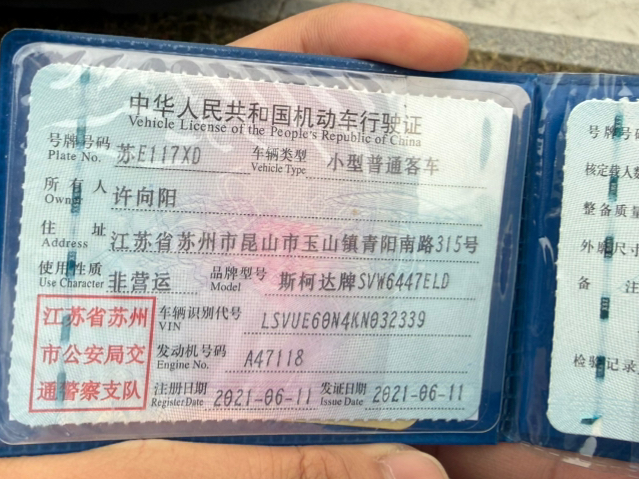 中华人民共和国机动车行驶证
Vehicle License of the People's Republic of China
号牌号码 苏E117XD 车辆类型 小型普通客车
Plate No. Vehicle Type
所有人 许向阳
Owner
住址 江苏省苏州市昆山市玉山镇青阳南路315号
Address
使用性质 非营运 品牌型号 斯柯达牌SVW6447ELD
Use Character Model
江苏省苏州
市公安局交
通警察支队
车辆识别代号 LSVUE60N4KN032339
VIN
发动机号码 A47118
Engine No.
注册日期 2021-06-11 发证日期 2021-06-11
Register Date Issue Date
号牌号码
核定载人数
整备质量
外廓尺寸
备注
检验记录